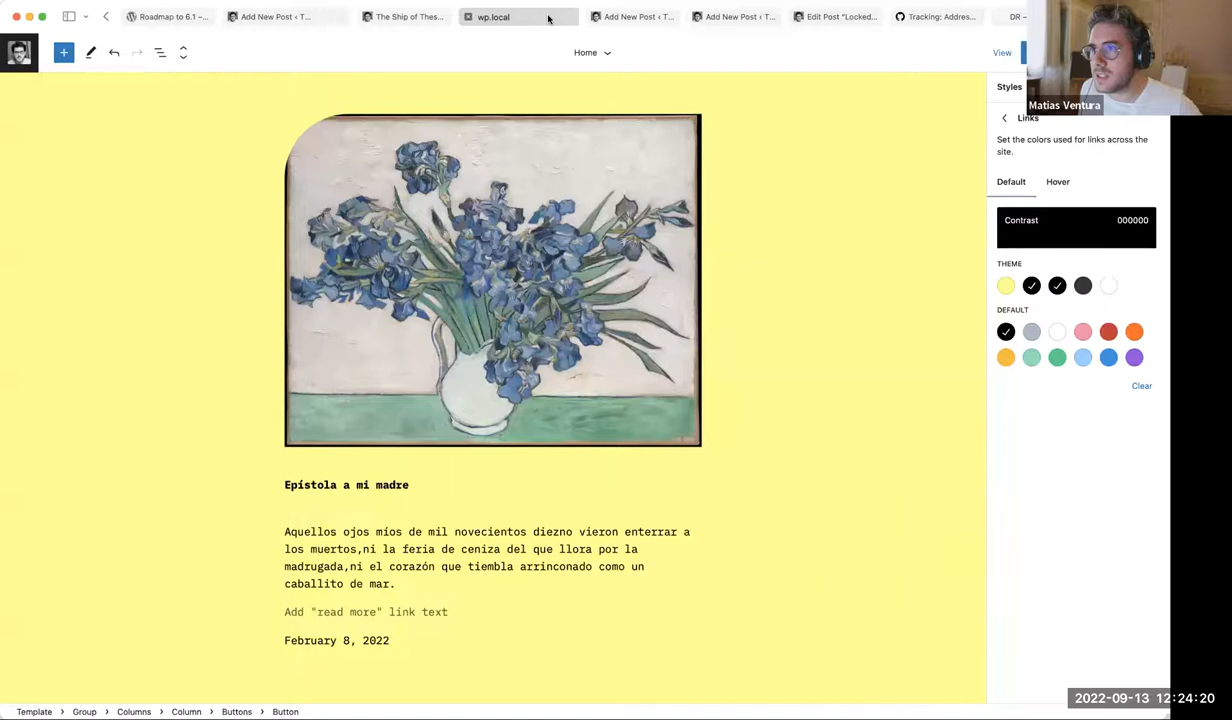 Roadmap to 6.1 –...
Add New Post ‹ T...
The Ship of Thes...
wp.local
Add New Post ‹ T...
Add New Post ‹ T...
Edit Post "Locked...
Tracking: Addres...
DR –
Home
View
Styles
Matias Ventura
Links
Set the colors used for links across the
site.
Default
Hover
Contrast
000000
THEME
DEFAULT
Clear
Epístola a mi madre
Aquellos ojos míos de mil novecientos diezno vieron enterrar a
los muertos,ni la feria de ceniza del que llora por la
madrugada,ni el corazón que tiembla arrinconado como un
caballito de mar.
Add "read more" link text
February 8, 2022
2022-09-13 12:24:20
Template > Group > Columns > Column > Buttons > Button